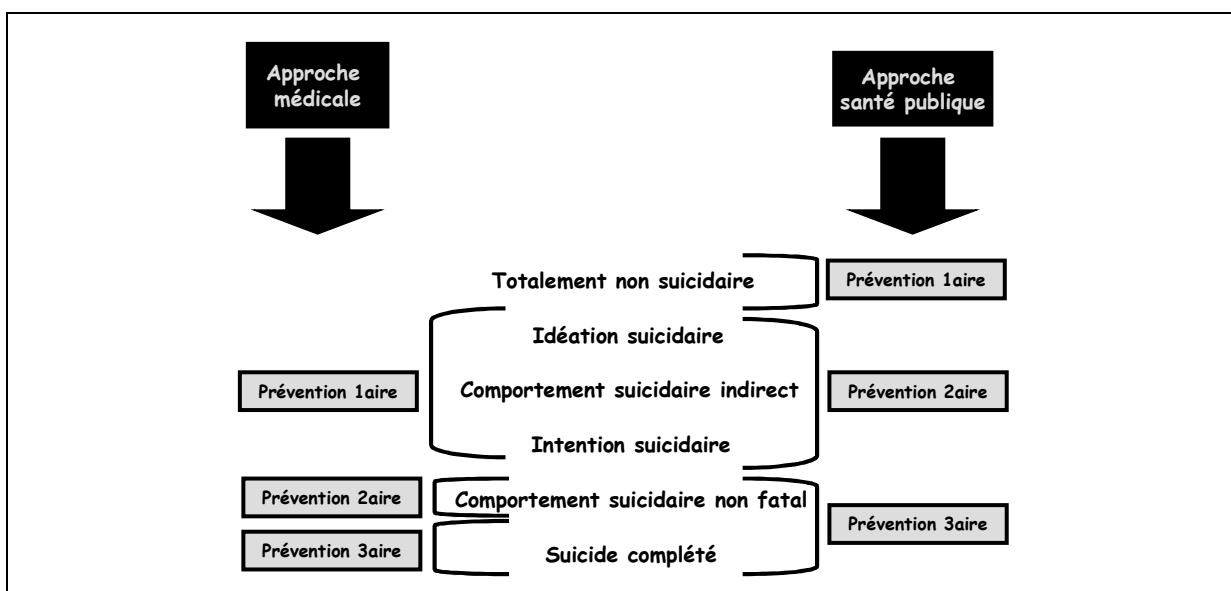 Approche
médicale
Approche
santé publique
Totalement non suicidaire
Prévention 1aire
Idéation suicidaire
Prévention 1aire
Comportement suicidaire indirect
Prévention 2aire
Intention suicidaire
Prévention 2aire
Comportement suicidaire non fatal
Prévention 3aire
Prévention 3aire
Suicide complété